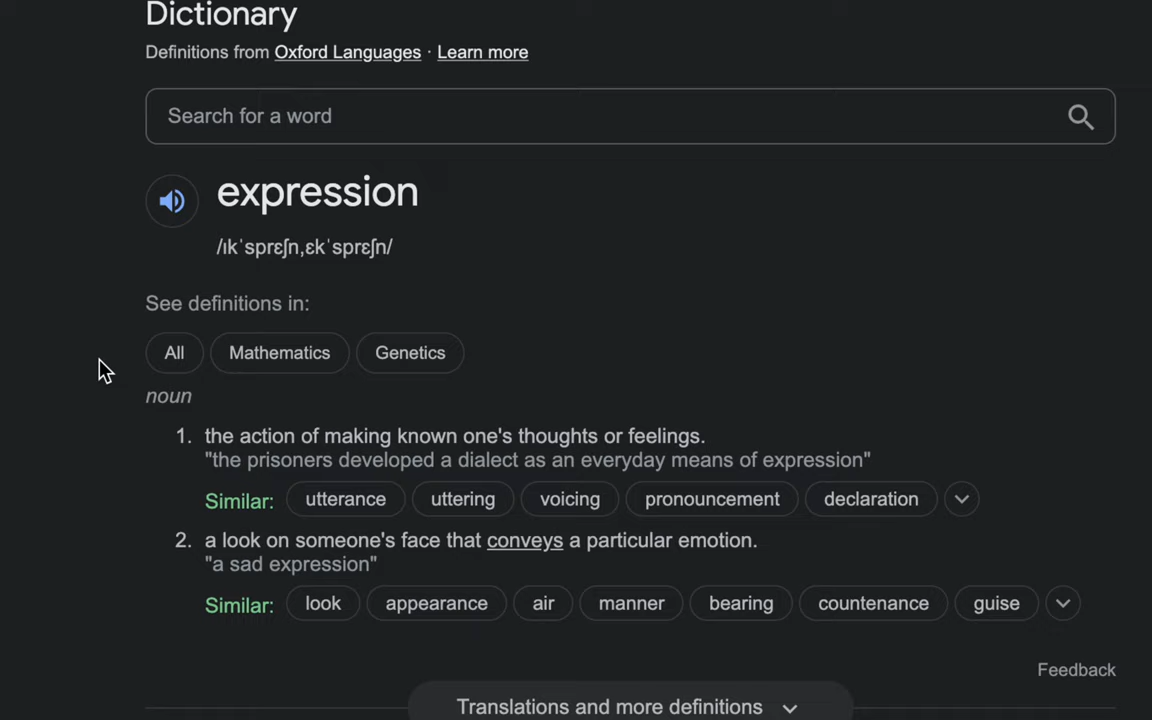 Dictionary
Definitions from Oxford Languages · Learn more
Search for a word
expression
/ɪkˈsprɛʃn,ɛkˈsprɛʃn/
See definitions in:
All Mathematics Genetics
noun
1. the action of making known one's thoughts or feelings.
"the prisoners developed a dialect as an everyday means of expression"
Similar: utterance uttering voicing pronouncement declaration
2. a look on someone's face that conveys a particular emotion.
"a sad expression"
Similar: look appearance air manner bearing countenance guise
Feedback
Translations and more definitions